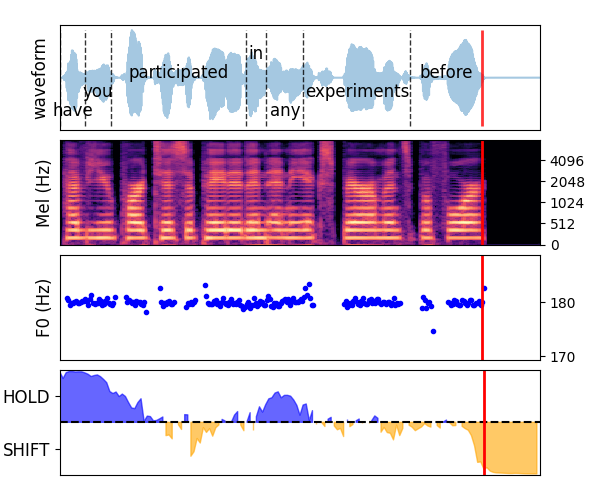 waveform
have
you
participated
in
any
experiments
before
Mel (Hz)
4096
2048
1024
512
0
F0 (Hz)
180
170
HOLD
SHIFT